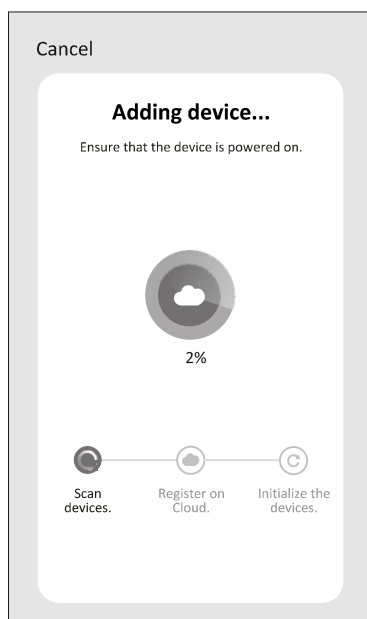 Cancel
Adding device...
Ensure that the device is powered on.
2%
Scan
devices.
Register on
Cloud.
Initialize the
devices.